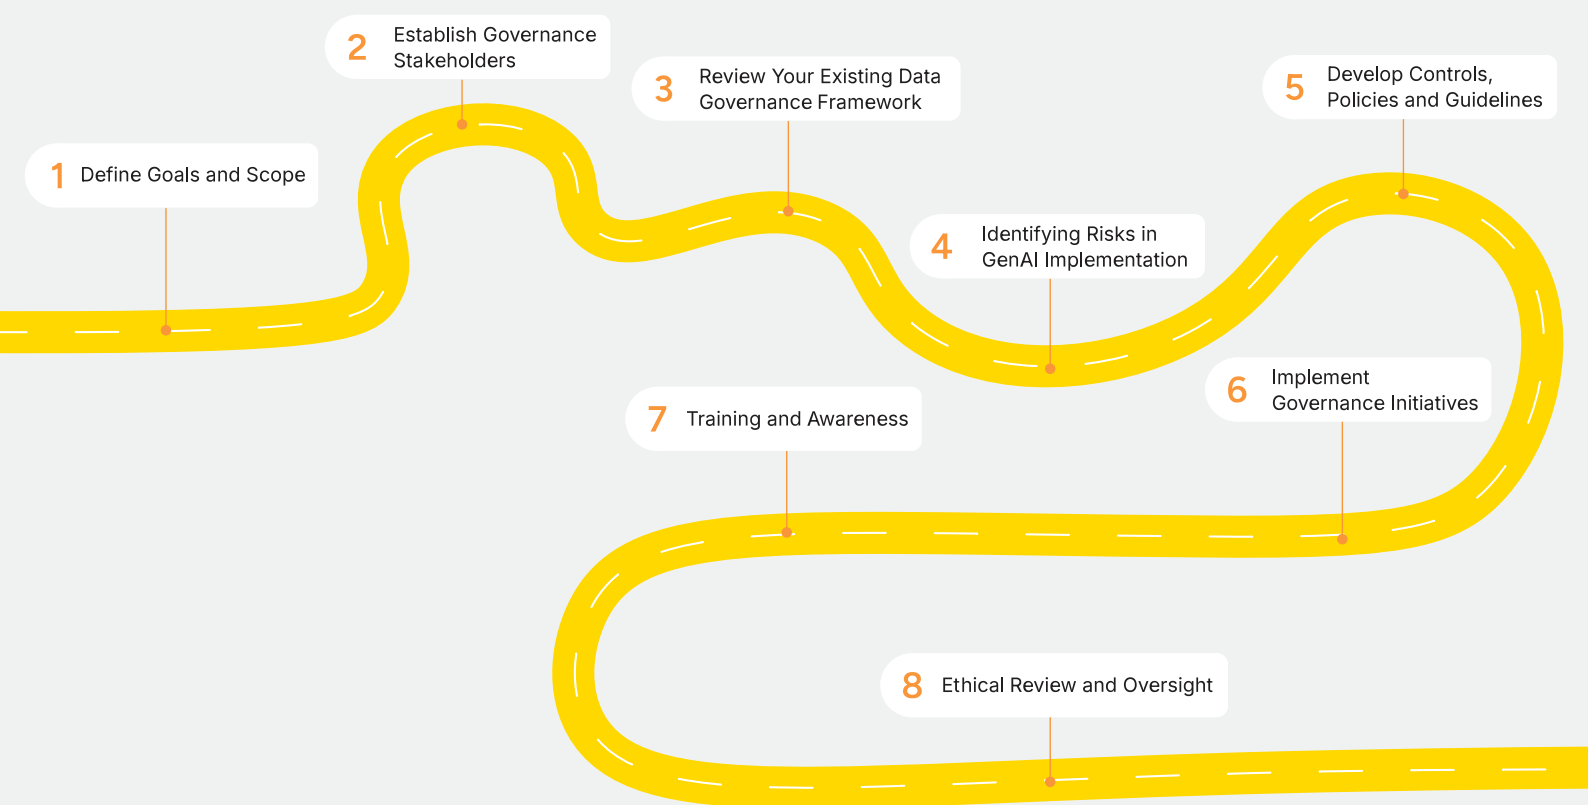 1 Define Goals and Scope
2 Establish Governance
Stakeholders
3 Review Your Existing Data
Governance Framework
4 Identifying Risks in
GenAI Implementation
5 Develop Controls,
Policies and Guidelines
6 Implement
Governance Initiatives
7 Training and Awareness
8 Ethical Review and Oversight